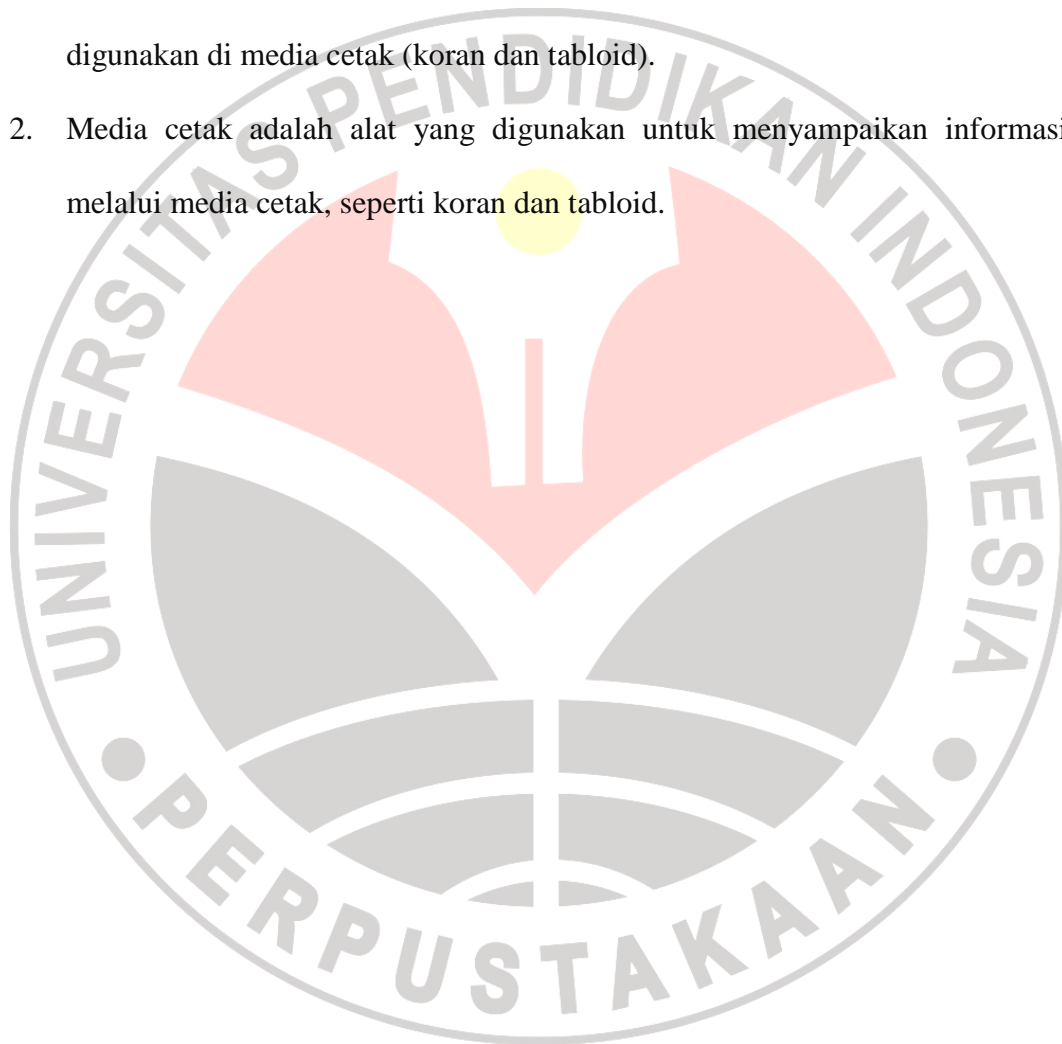 digunakan di media cetak (koran dan tabloid).
2. Media cetak adalah alat yang digunakan untuk menyampaikan informasi
melalui media cetak, seperti koran dan tabloid.
UNIVERSITAS PENDIDIKAN INDONESIA
PERPUSTAKAAN